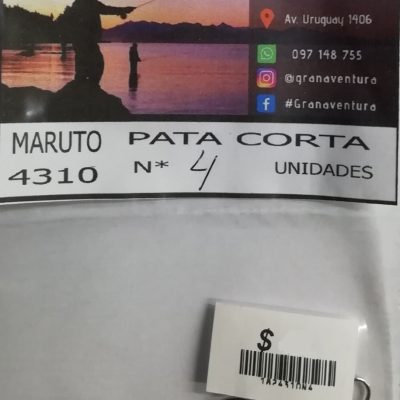 Av. Uruguay 1406
097 148 755
@granaventura
#Granaventura
MARUTO PATA CORTA
4310 N* 4 UNIDADES
$